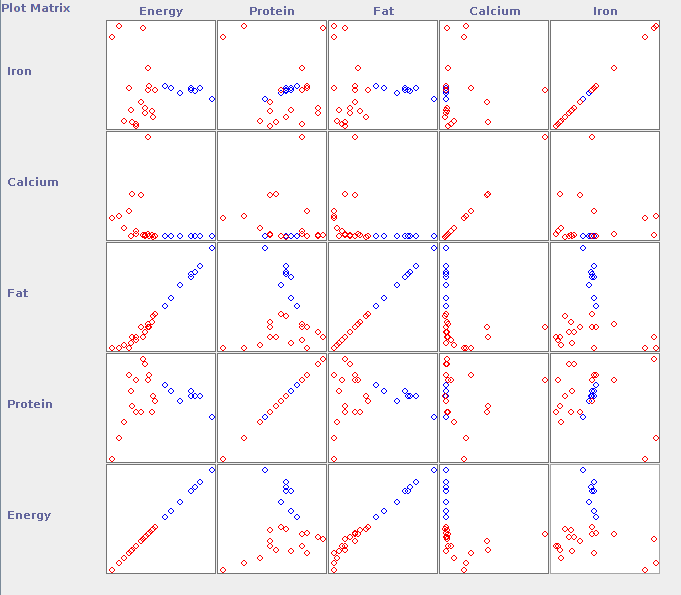 Plot Matrix
Energy Protein Fat Calcium Iron
Iron
Calcium
Fat
Protein
Energy